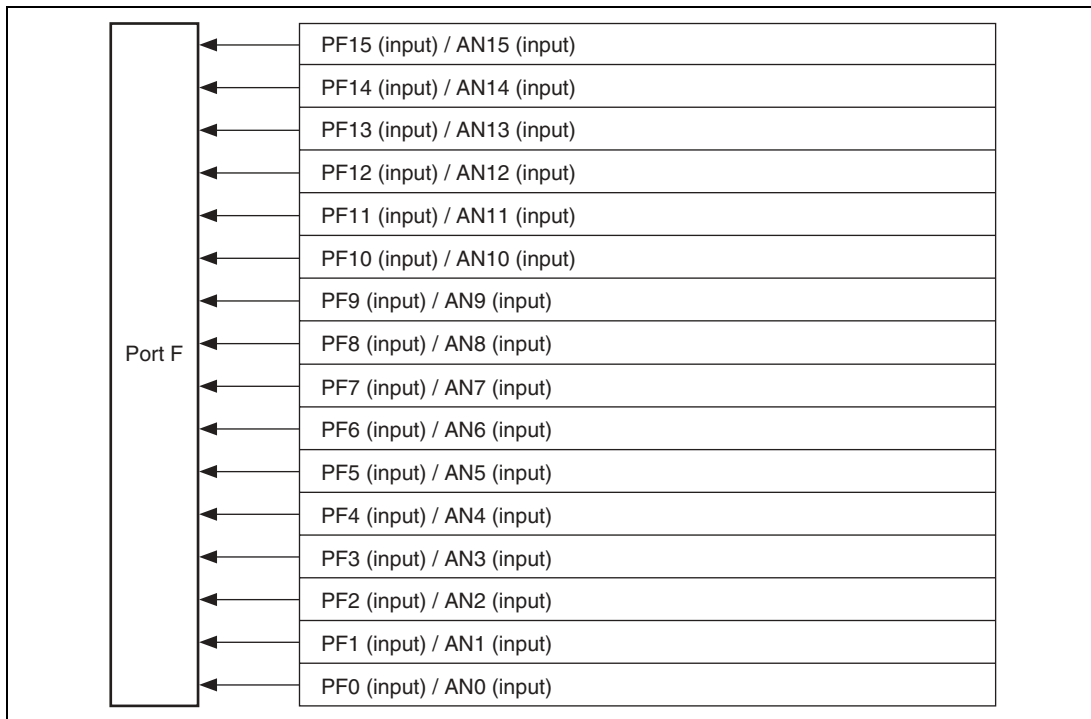 PF15 (input) / AN15 (input)
PF14 (input) / AN14 (input)
PF13 (input) / AN13 (input)
PF12 (input) / AN12 (input)
PF11 (input) / AN11 (input)
PF10 (input) / AN10 (input)
PF9 (input) / AN9 (input)
PF8 (input) / AN8 (input)
Port F
PF7 (input) / AN7 (input)
PF6 (input) / AN6 (input)
PF5 (input) / AN5 (input)
PF4 (input) / AN4 (input)
PF3 (input) / AN3 (input)
PF2 (input) / AN2 (input)
PF1 (input) / AN1 (input)
PF0 (input) / AN0 (input)